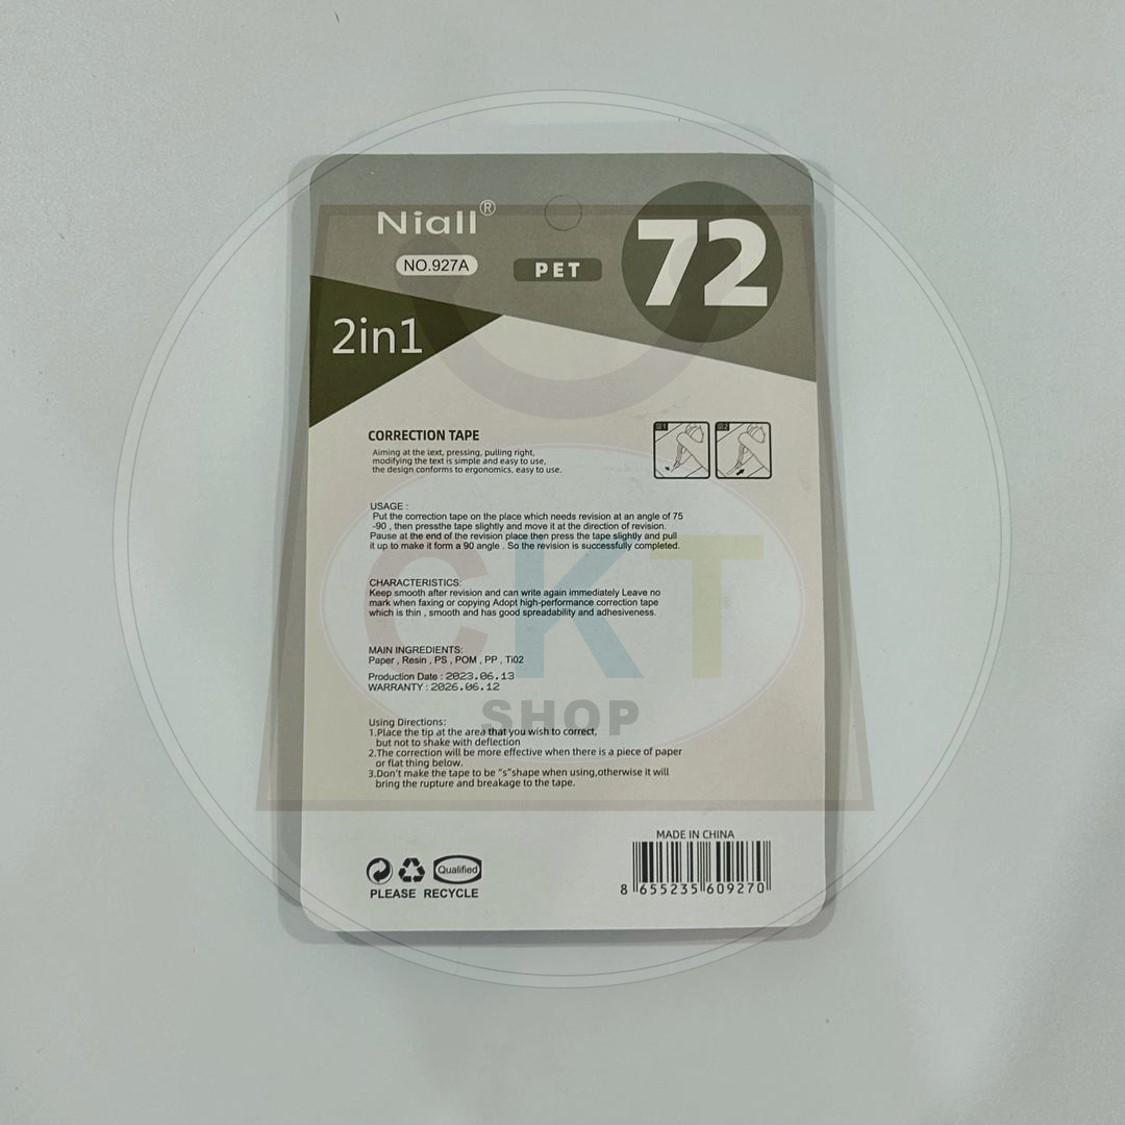 Niall®
NO.927A
PET
72
2in1
CORRECTION TAPE
Aiming at the text, pressing, pulling right,
modifying the text is simple and easy to use,
the design conforms to ergonomics, easy to use.
USAGE :
Put the correction tape on the place which needs revision at an angle of 75
-90 , then pressthe tape slightly and move it at the direction of revision.
Pause at the end of the revision place then press the tape slightly and pull
it up to make it form a 90 angle . So the revision is successfully completed.
CHARACTERISTICS:
Keep smooth after revision and can write again immediately Leave no
mark when faxing or copying Adopt high-performance correction tape
which is thin , smooth and has good spreadability and adhesiveness.
MAIN INGREDIENTS:
Paper , Resin , PS , POM , PP , Ti02
Production Date : 2023.06.13
WARRANTY : 2026.06.12
Using Directions:
1.Place the tip at the area that you wish to correct,
but not to shake with deflection
2.The correction will be more effective when there is a piece of paper
or flat thing below.
3.Don't make the tape to be "s"shape when using,otherwise it will
bring the rupture and breakage to the tape.
CKT
SHOP
MADE IN CHINA
8 655235 609270
Qualified
PLEASE RECYCLE